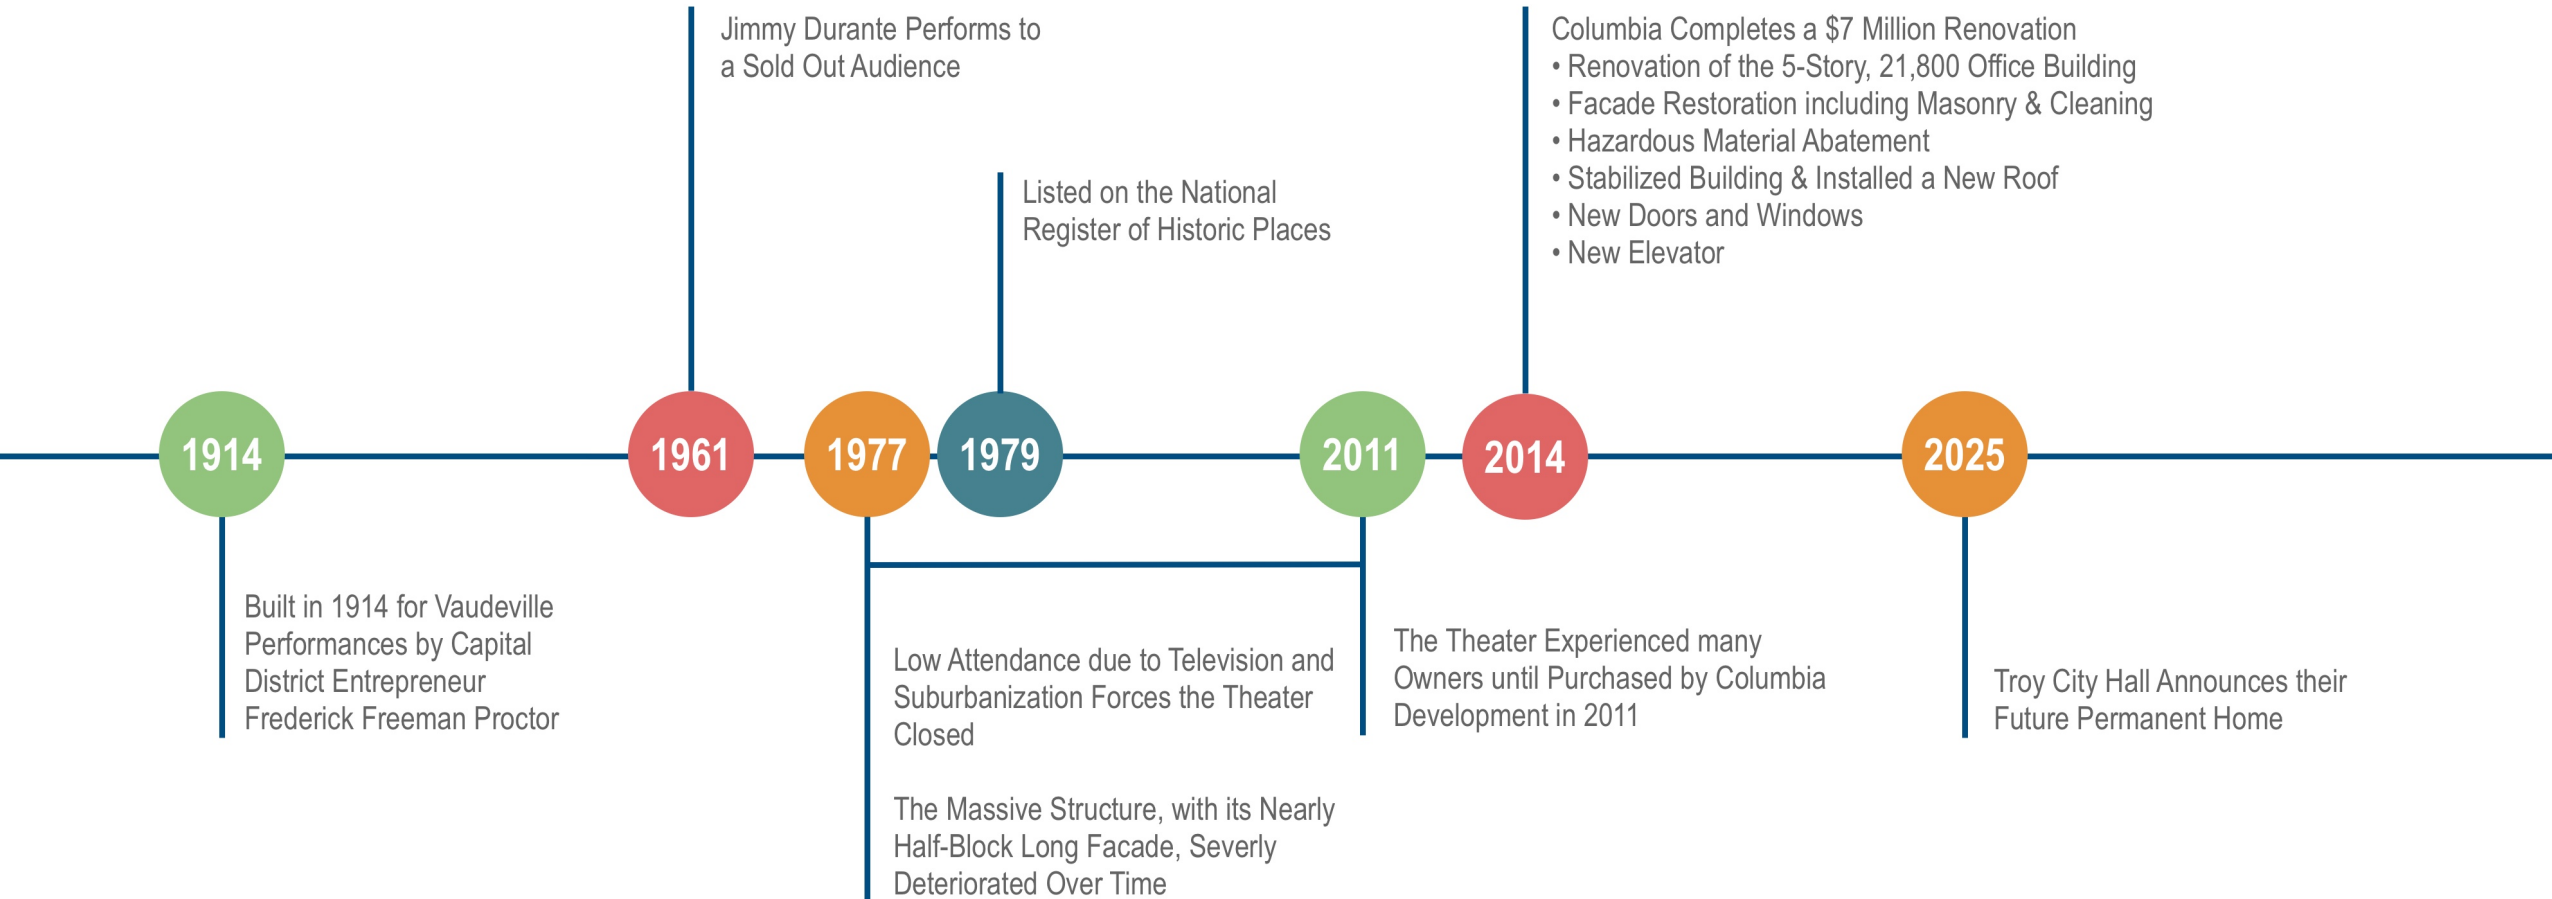 Jimmy Durante Performs to
a Sold Out Audience
Columbia Completes a $7 Million Renovation
• Renovation of the 5-Story, 21,800 Office Building
• Facade Restoration including Masonry & Cleaning
• Hazardous Material Abatement
• Stabilized Building & Installed a New Roof
• New Doors and Windows
• New Elevator
Listed on the National
Register of Historic Places
1914
1961
1977
1979
2011
2014
2025
Built in 1914 for Vaudeville
Performances by Capital
District Entrepreneur
Frederick Freeman Proctor
Low Attendance due to Television and
Suburbanization Forces the Theater
Closed
The Massive Structure, with its Nearly
Half-Block Long Facade, Severly
Deteriorated Over Time
The Theater Experienced many
Owners until Purchased by Columbia
Development in 2011
Troy City Hall Announces their
Future Permanent Home